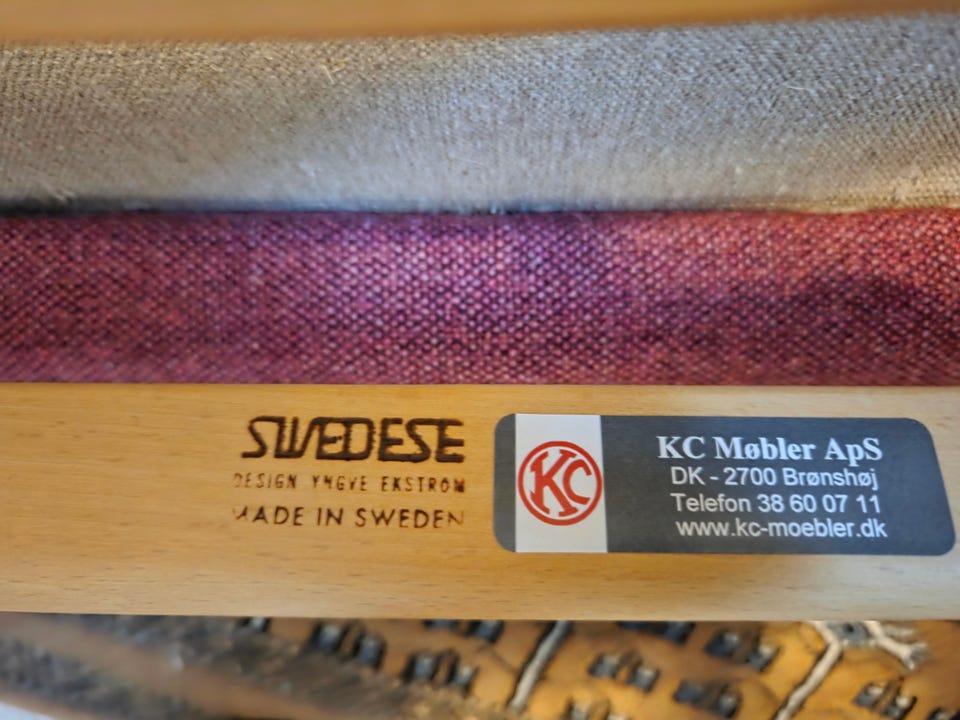 SWEDESE
DESIGN YNGVE EKSTRÖM
MADE IN SWEDEN
KC
KC Møbler ApS
DK - 2700 Brønshøj
Telefon 38 60 07 11
www.kc-moebler.dk